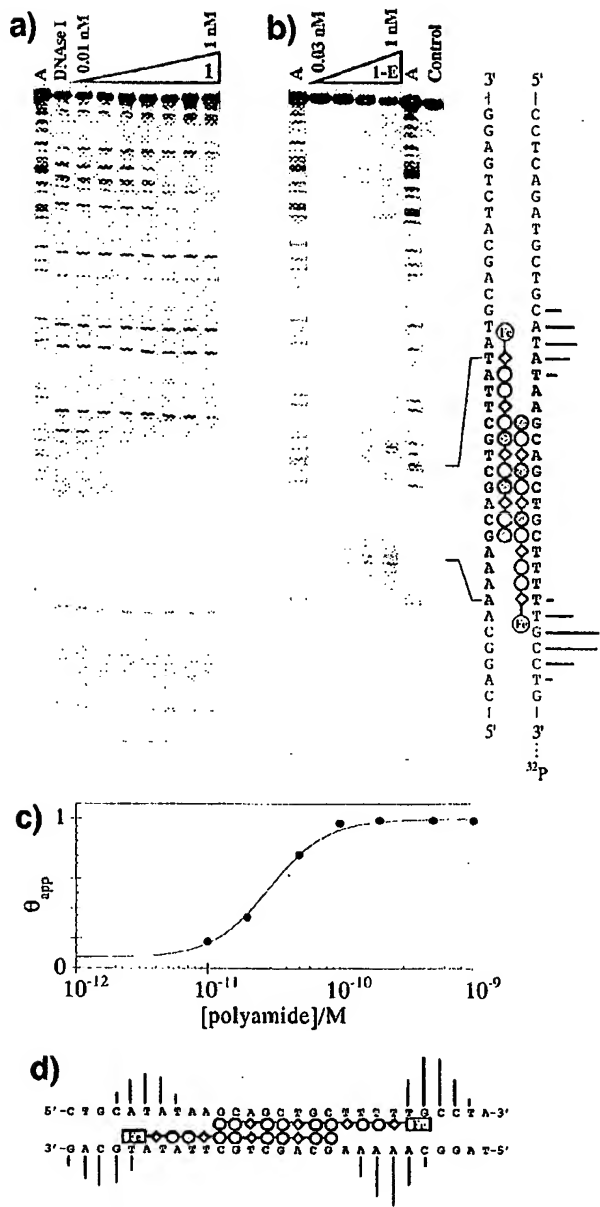 a)
A
DNAse I
0.01 nM
1 nM
1
b)
A
0.03 nM
1 nM
1-E
A
Control
3'
G G A G T C T A C G A C G T A T A T T C G T C G A C G A A A A A C G G A C
5'
5'
C C T C A G A T G C T G C A T A T A A G C A G C T G C T T T T T G C C T G
3'
32P
Fe
Fe
c)
1
θapp
0
10-12 10-11 10-10 10-9
[polyamide]/M
d)
5'-C T G C A T A T A A G C A G C T G C T T T T T G C C T A-3'
Fe
Fe
3'-G A C G T A T A T T C G T C G A C G A A A A A C G G A T-5'